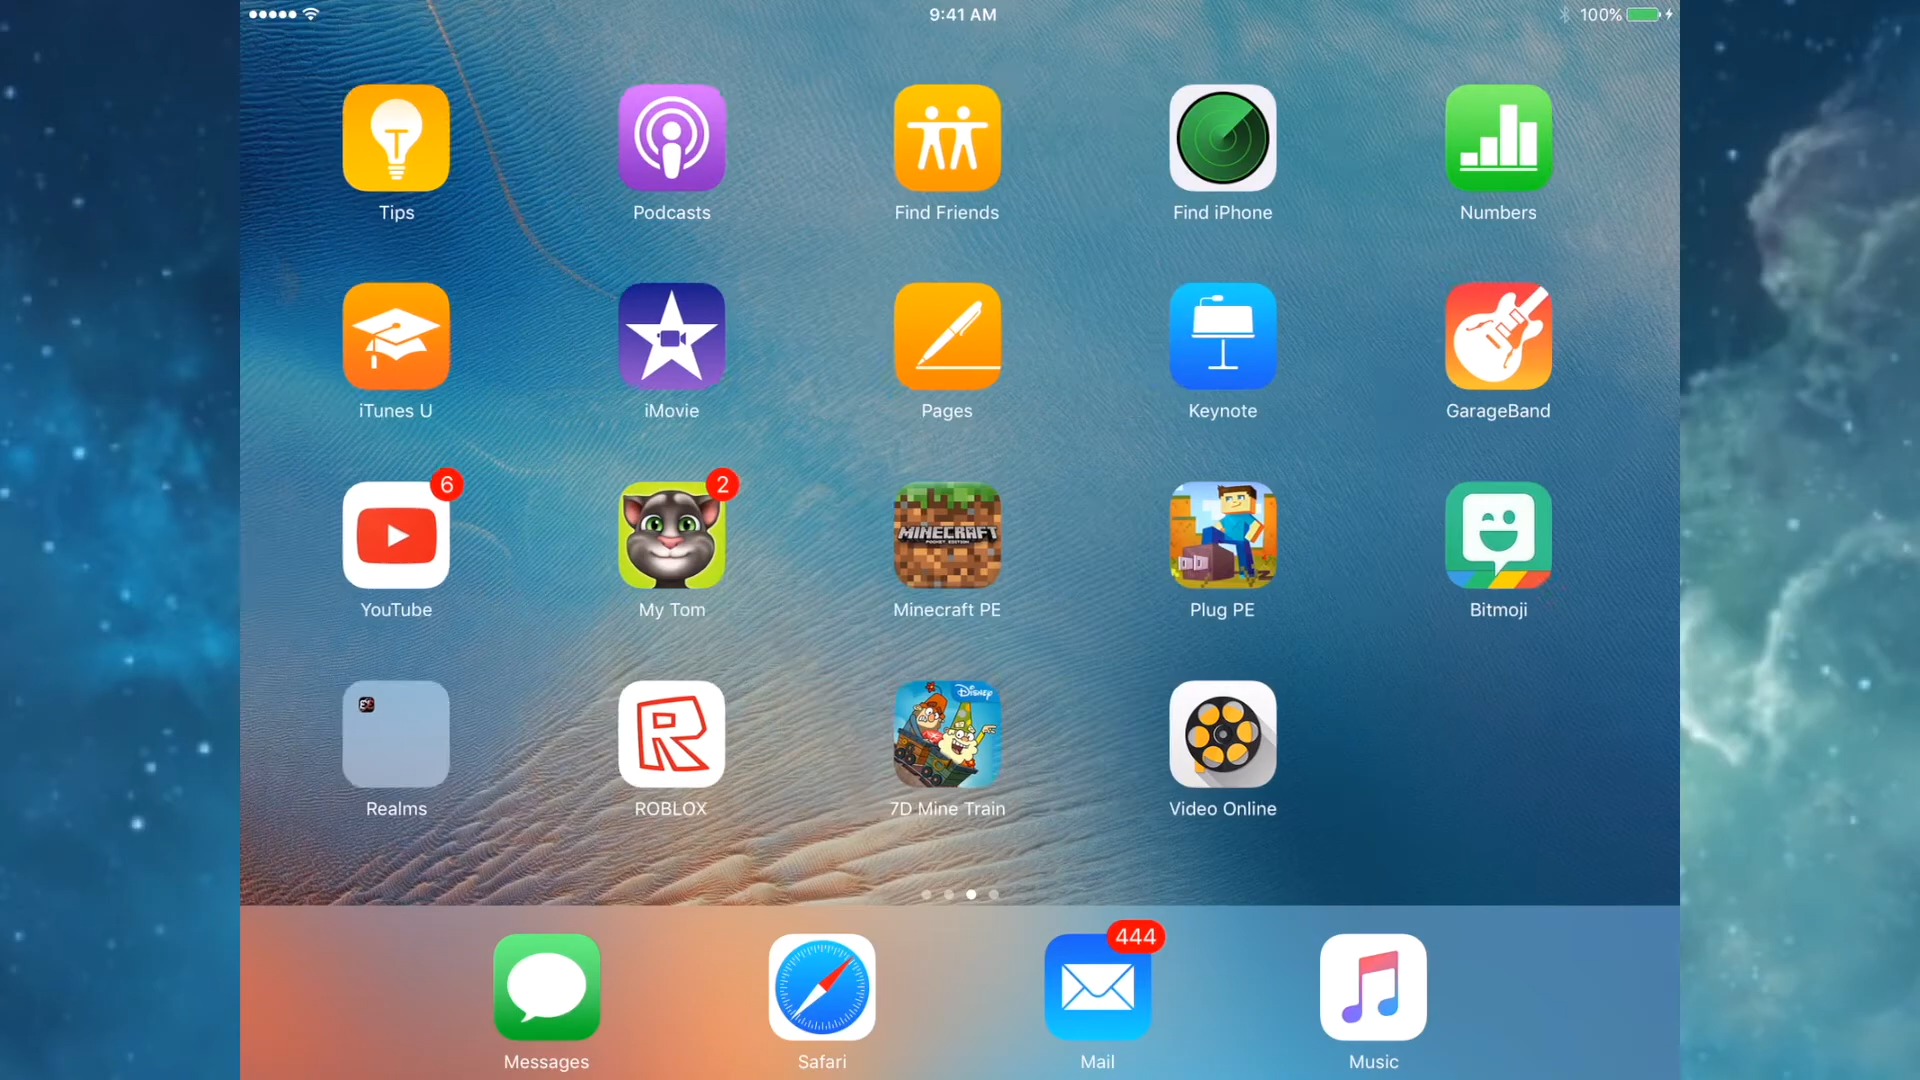 9:41 AM
100%
Tips
Podcasts
Find Friends
Find iPhone
Numbers
iTunes U
iMovie
Pages
Keynote
GarageBand
6
2
MINECRAFT
POCKET EDITION
YouTube
My Tom
Minecraft PE
Plug PE
Bitmoji
R
Disney
Realms
ROBLOX
7D Mine Train
Video Online
444
Messages
Safari
Mail
Music